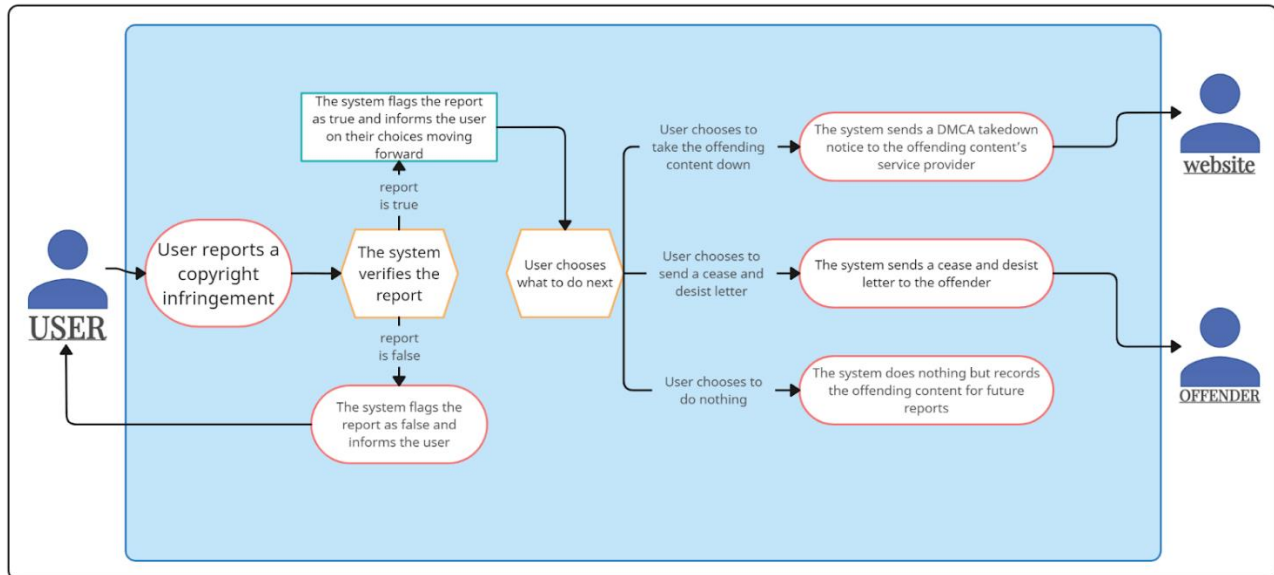 The system flags the report
as true and informs the user
on their choices moving
forward
report
is true
User reports a
copyright
infringement
The system
verifies the
report
report
is false
The system flags the
report as false and
informs the user
USER
User chooses
what to do next
User chooses to
take the offending
content down
The system sends a DMCA takedown
notice to the offending content's
service provider
website
User chooses to
send a cease and
desist letter
The system sends a cease and desist
letter to the offender
OFFENDER
User chooses to
do nothing
The system does nothing but records
the offending content for future
reports